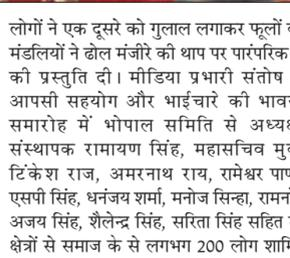 लोगों ने एक दूसरे को गुलाल लगाकर फूलों
मंडलियों ने ढोल मंजीरे की थाप पर पारंपरिक
की प्रस्तुति दी। मीडिया प्रभारी संतोष
आपसी सहयोग और भाईचारे की
समारोह में भोपाल समिति से
संस्थापक रामायण सिंह, महासचिव
टिंकेश राज, अमरनाथ राय, रामेश्वर
एसपी सिंह, धनंजय शर्मा, मनोज सिन्हा,
अजय सिंह, शैलेन्द्र सिंह, सरिता सिंह सहित
क्षेत्रों से समाज के से लगभग 200 लोग